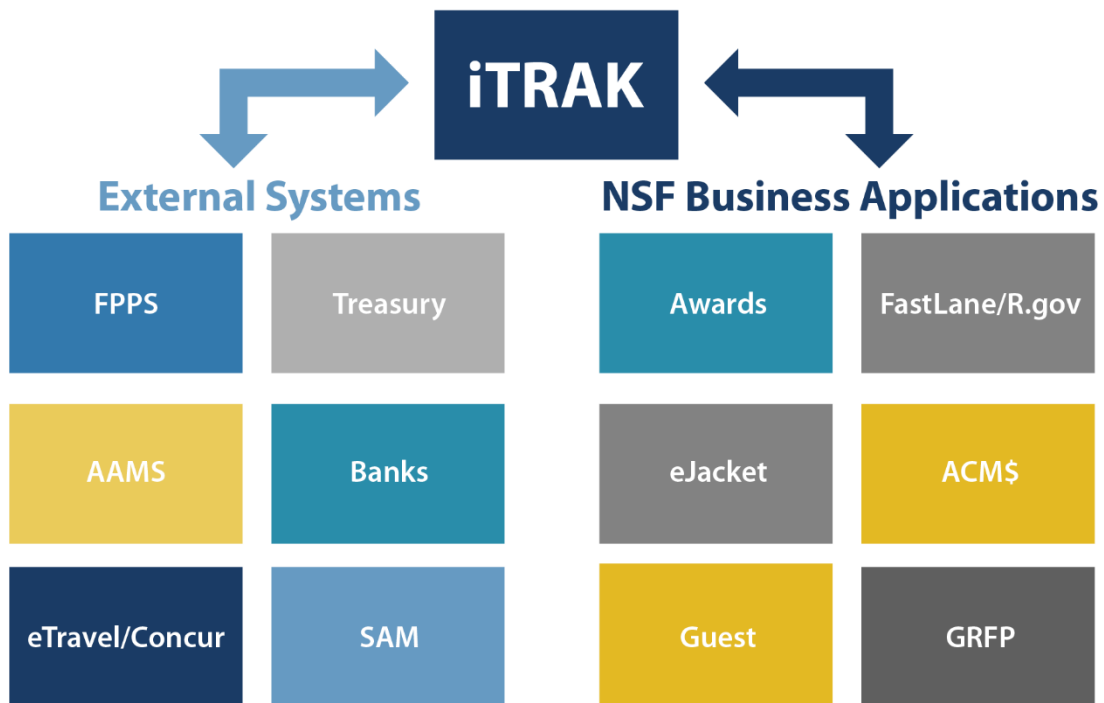 iTRAK
External Systems
NSF Business Applications
FPPS
Treasury
Awards
FastLane/R.gov
AAMS
Banks
eJacket
ACM$
eTravel/Concur
SAM
Guest
GRFP